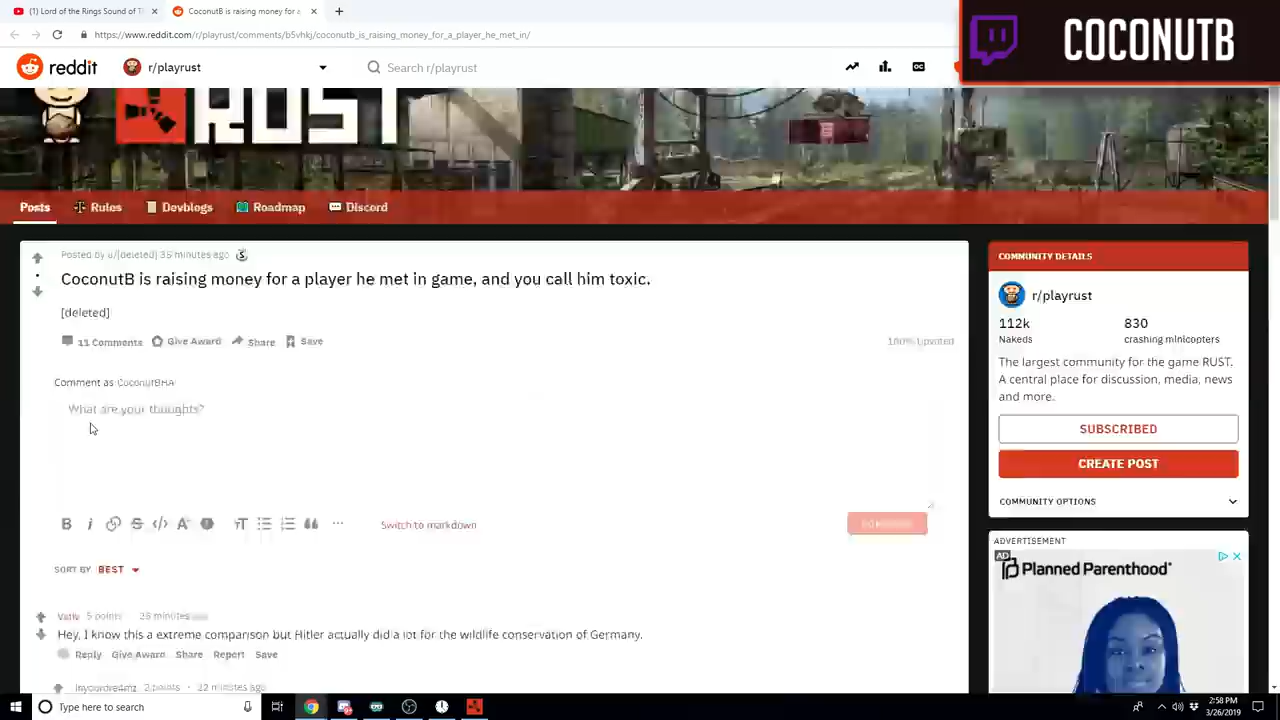 (1) Lord of the Rings Sound of T
CoconutB is raising money for a
https://www.reddit.com/r/playrust/comments/b5vhkj/coconutb_is_raising_money_for_a_player_he_met_in/
COCONUTB
reddit
r/playrust
Search r/playrust
RUST
Posts
Rules
Devblogs
Roadmap
Discord
Posted by u/[deleted] 35 minutes ago
CoconutB is raising money for a player he met in game, and you call him toxic.
[deleted]
11 Comments
Give Award
Share
Save
100% Upvoted
Comment as CoconutBHA
What are your thoughts?
Switch to markdown
SORT BY BEST
5 points
26 minutes
Hey, I know this a extreme comparison but Hitler actually did a lot for the wildlife conservation of Germany.
Reply
Give Award
Share
Report
Save
2 points · 22 minutes ago
COMMUNITY DETAILS
r/playrust
112k
830
Nakeds
crashing minicopters
The largest community for the game RUST.
A central place for discussion, media, news
and more.
SUBSCRIBED
CREATE POST
COMMUNITY OPTIONS
ADVERTISEMENT
AD
Planned Parenthood
Type here to search
2:58 PM
3/26/2019